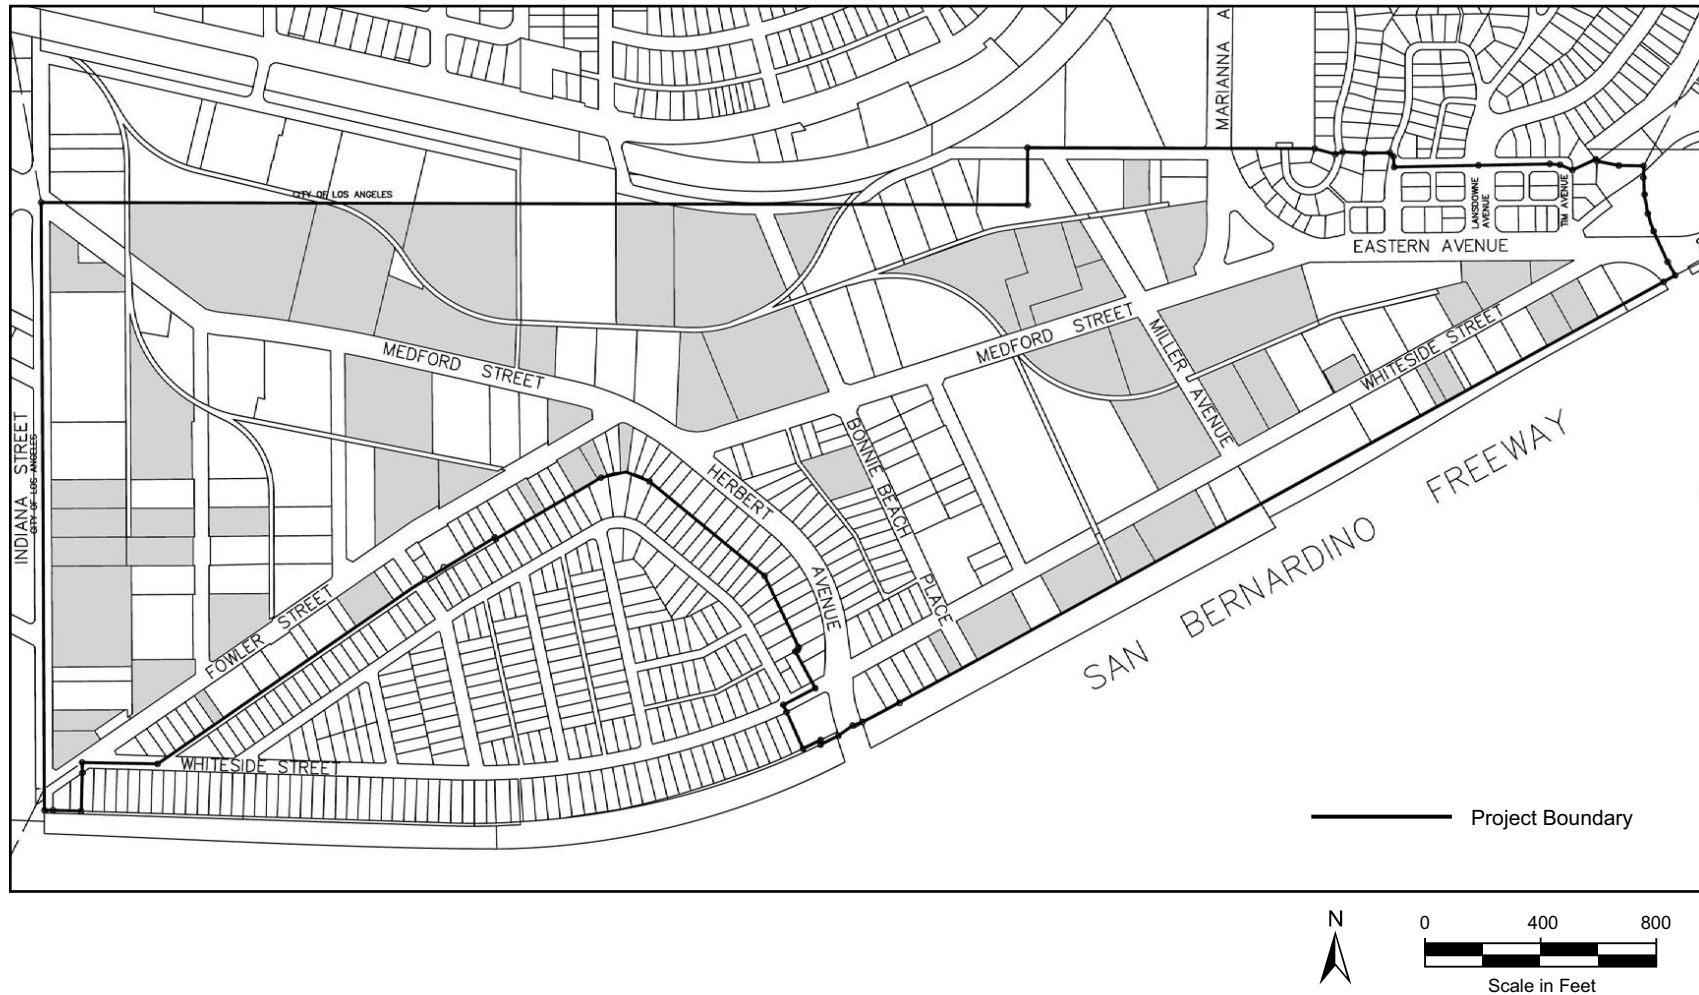 MARIANNA A
CITY OF LOS ANGELES
LANSDOWNE
AVENUE
TIM AVENUE
EASTERN AVENUE
MEDFORD STREET
MEDFORD STREET
MILLER AVENUE
WHITESIDE STREET
INDIANA STREET
CITY OF LOS ANGELES
BONNIE BEACH PLACE
HERBERT AVENUE
FREEWAY
SAN BERNARDINO
FOWLER STREET
WHITESIDE STREET
Project Boundary
N
0 400 800
Scale in Feet